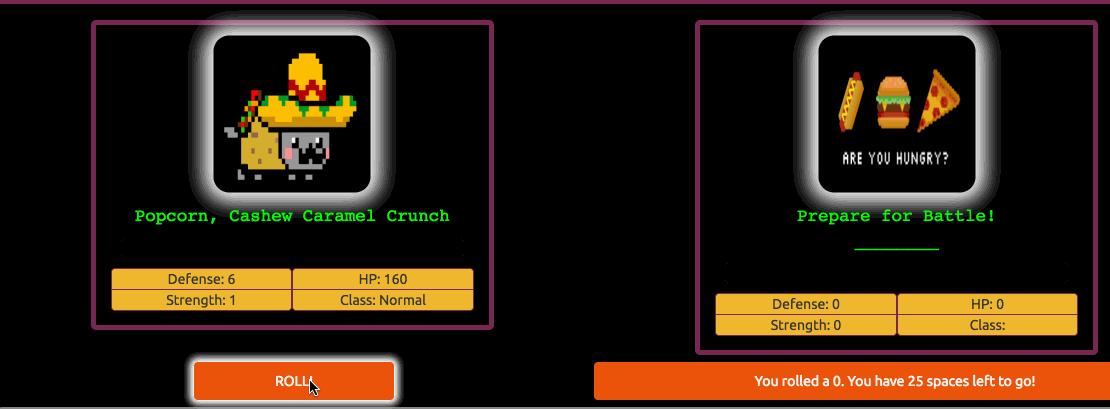 ARE YOU HUNGRY?
Popcorn, Cashew Caramel Crunch
Prepare for Battle!
Defense: 6
HP: 160
Strength: 1
Class: Normal
Defense: 0
HP: 0
Strength: 0
Class:
ROLL!
You rolled a 0. You have 25 spaces left to go!